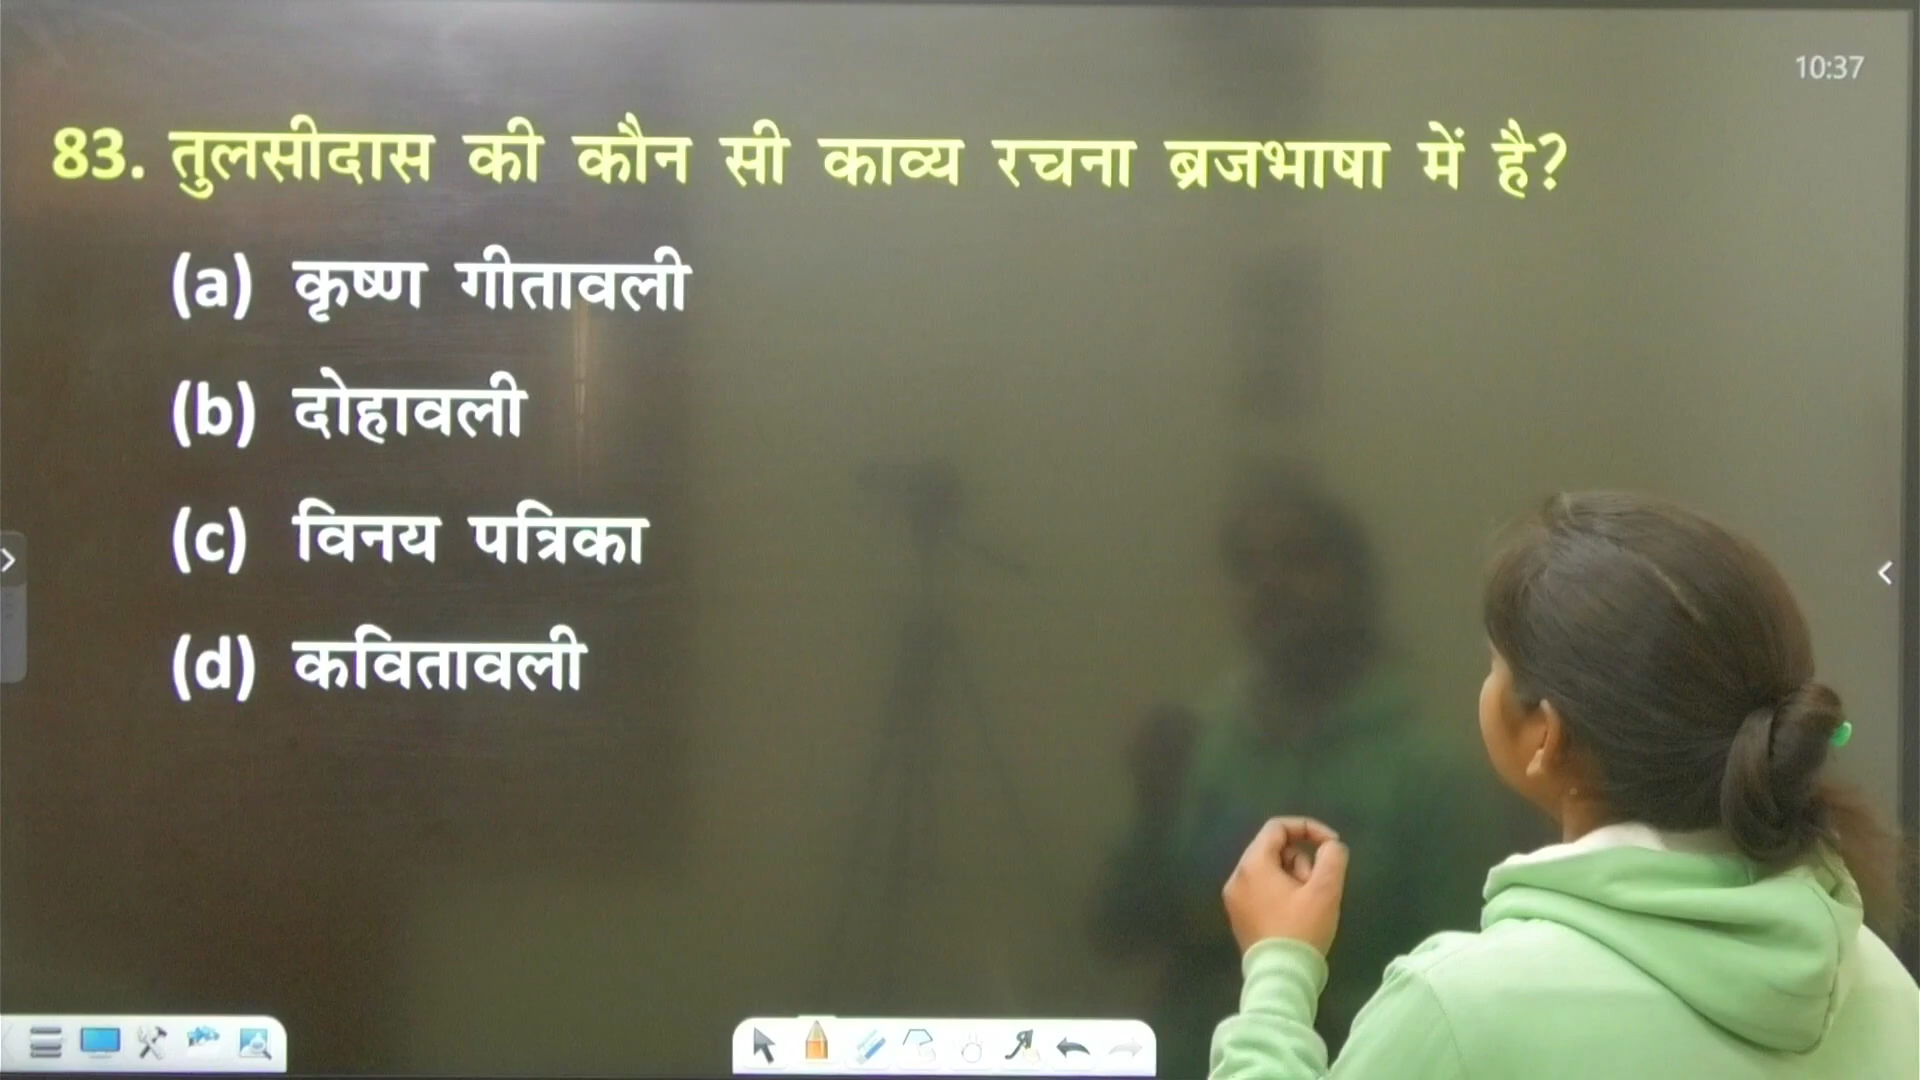 10:37
83. तुलसीदास की कौन सी काव्य रचना ब्रजभाषा में है?
(a) कृष्ण गीतावली
(b) दोहावली
(c) विनय पत्रिका
(d) कवितावली